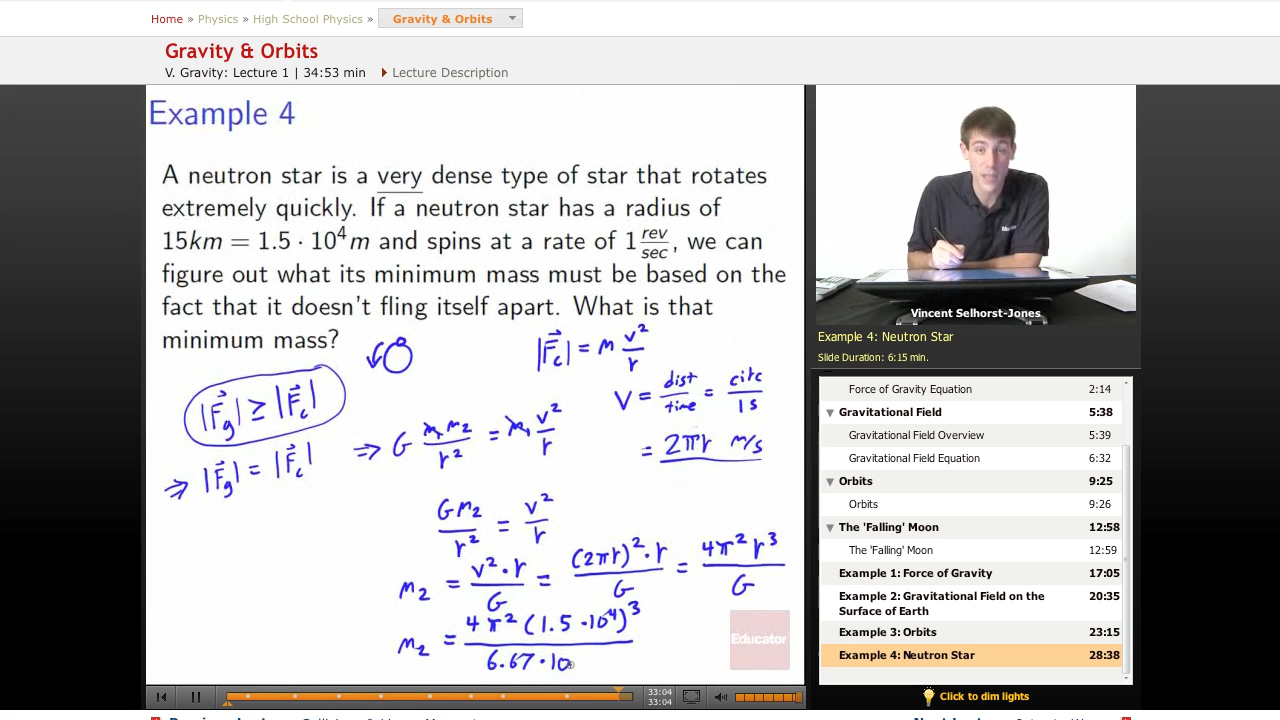 Home » Physics » High School Physics » Gravity & Orbits
Gravity & Orbits
V. Gravity: Lecture 1 | 34:53 min Lecture Description
Example 4
A neutron star is a very dense type of star that rotates
extremely quickly. If a neutron star has a radius of
15km = 1.5 · 10⁴m and spins at a rate of 1 rev/sec, we can
figure out what its minimum mass must be based on the
fact that it doesn't fling itself apart. What is that
minimum mass?
|F⃗c| = m v²/r
v = dist/time = circ/1s
= 2πr m/s
|F⃗g| ≥ |F⃗c|
⇒ |F⃗g| = |F⃗c|
⇒ G m₁m₂/r² = m₁ v²/r
Gm₂/r² = v²/r
m₂ = v²·r/G = (2πr)²·r/G = 4π²r³/G
m₂ = 4π²(1.5·10⁴)³/6.67·10
Educator
33:04
33:04
Vincent Selhorst-Jones
Example 4: Neutron Star
Slide Duration: 6:15 min.
Force of Gravity Equation 2:14
Gravitational Field 5:38
Gravitational Field Overview 5:39
Gravitational Field Equation 6:32
Orbits 9:25
Orbits 9:26
The 'Falling' Moon 12:58
The 'Falling' Moon 12:59
Example 1: Force of Gravity 17:05
Example 2: Gravitational Field on the
Surface of Earth 20:35
Example 3: Orbits 23:15
Example 4: Neutron Star 28:38
Click to dim lights